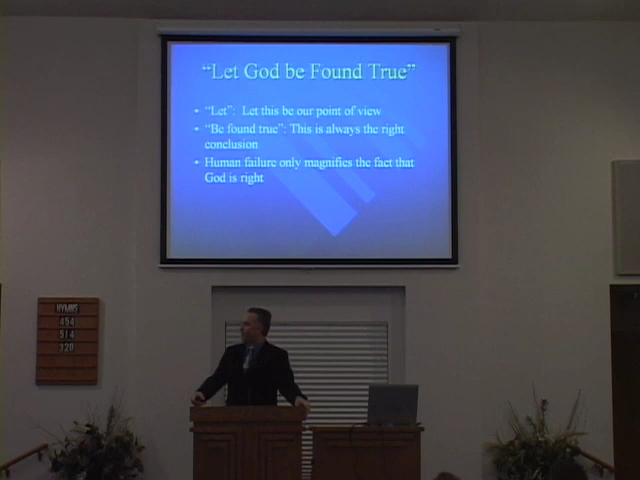 “Let God be Found True”
• “Let”: Let this be our point of view
• “Be found true”: This is always the right
conclusion
• Human failure only magnifies the fact that
God is right
HYMNS
454
514
320